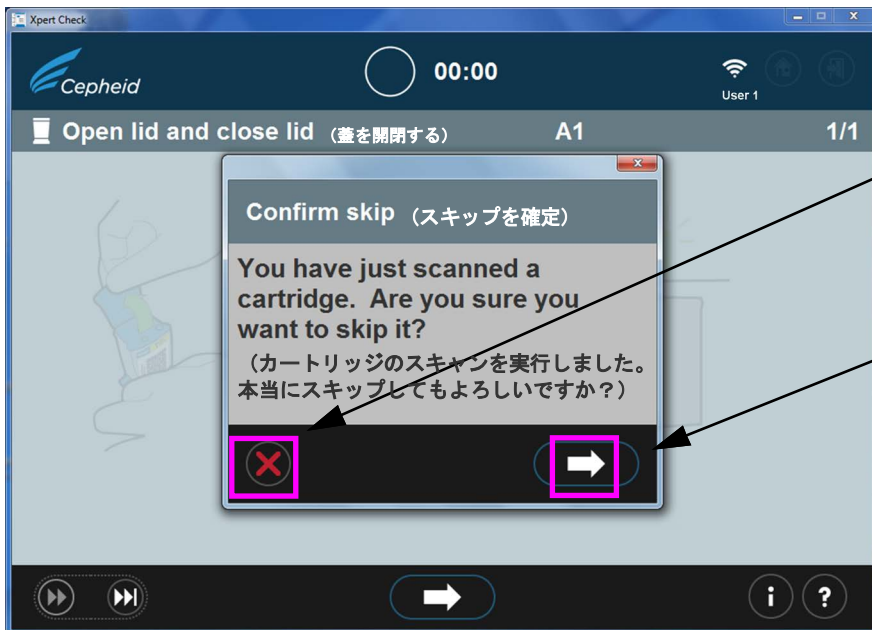 Xpert Check
Cepheid
00:00
User 1
Open lid and close lid （蓋を開閉する） A1 1/1
Confirm skip （スキップを確定）
You have just scanned a
cartridge. Are you sure you
want to skip it?
（カートリッジのスキャンを実行しました。
本当にスキップしてもよろしいですか？）
i ?